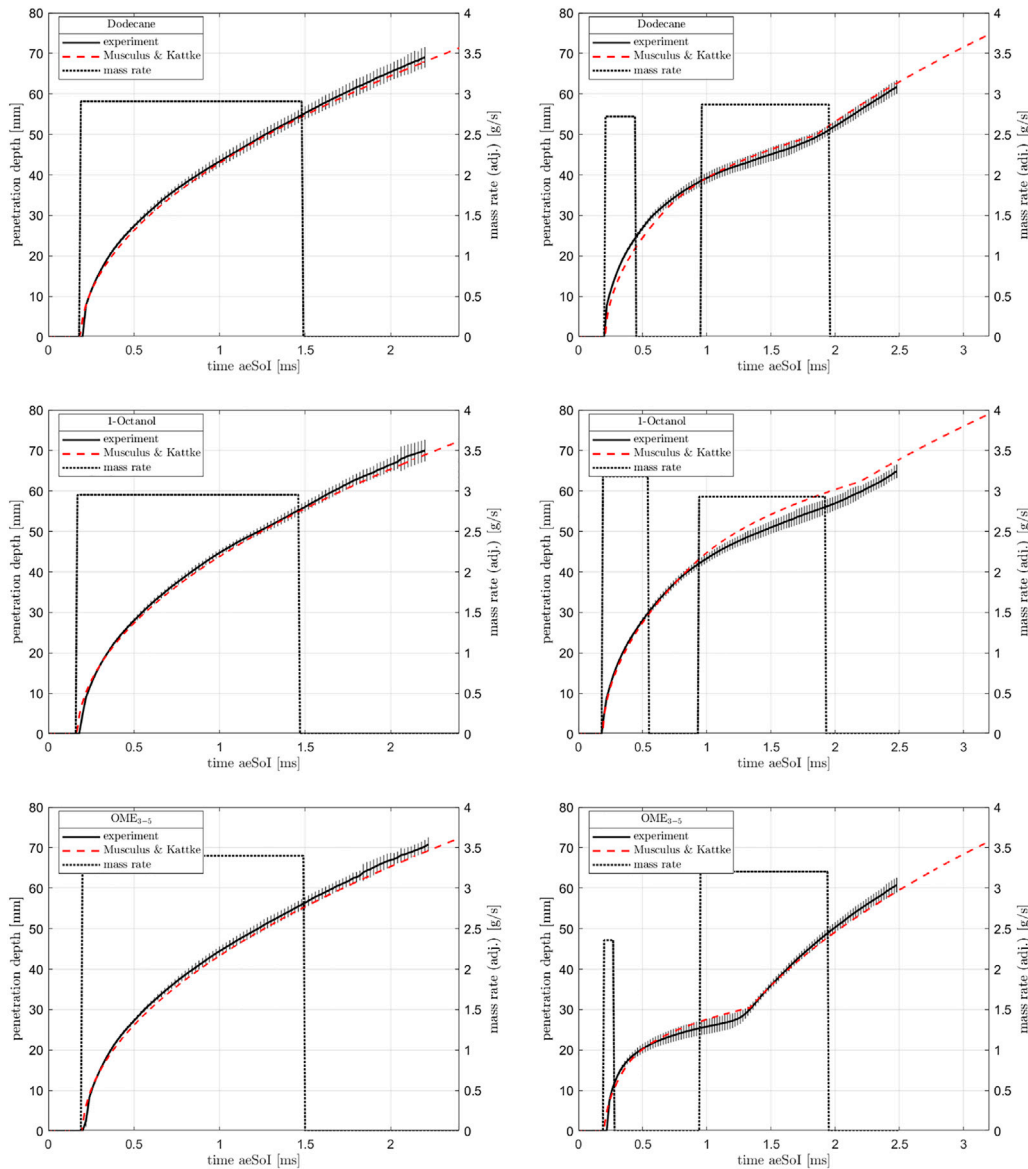 Dodecane
experiment
Musculus & Kattke
mass rate
80
70
60
50
40
30
20
10
0
penetration depth [mm]
4
3.5
3
2.5
2
1.5
1
0.5
0
mass rate (adj.) [g/s]
0 0.5 1 1.5 2
time aeSoI [ms]
Dodecane
experiment
Musculus & Kattke
mass rate
80
70
60
50
40
30
20
10
0
penetration depth [mm]
4
3.5
3
2.5
2
1.5
1
0.5
0
mass rate (adj.) [g/s]
0 0.5 1 1.5 2 2.5 3
time aeSoI [ms]
1-Octanol
experiment
Musculus & Kattke
mass rate
80
70
60
50
40
30
20
10
0
penetration depth [mm]
4
3.5
3
2.5
2
1.5
1
0.5
0
mass rate (adj.) [g/s]
0 0.5 1 1.5 2
time aeSoI [ms]
1-Octanol
experiment
Musculus & Kattke
mass rate
80
70
60
50
40
30
20
10
0
penetration depth [mm]
4
3.5
3
2.5
2
1.5
1
0.5
0
mass rate (adj.) [g/s]
0 0.5 1 1.5 2 2.5 3
time aeSoI [ms]
OME₃₋₅
experiment
Musculus & Kattke
mass rate
80
70
60
50
40
30
20
10
0
penetration depth [mm]
4
3.5
3
2.5
2
1.5
1
0.5
0
mass rate (adj.) [g/s]
0 0.5 1 1.5 2
time aeSoI [ms]
OME₃₋₅
experiment
Musculus & Kattke
mass rate
80
70
60
50
40
30
20
10
0
penetration depth [mm]
4
3.5
3
2.5
2
1.5
1
0.5
0
mass rate (adj.) [g/s]
0 0.5 1 1.5 2 2.5 3
time aeSoI [ms]